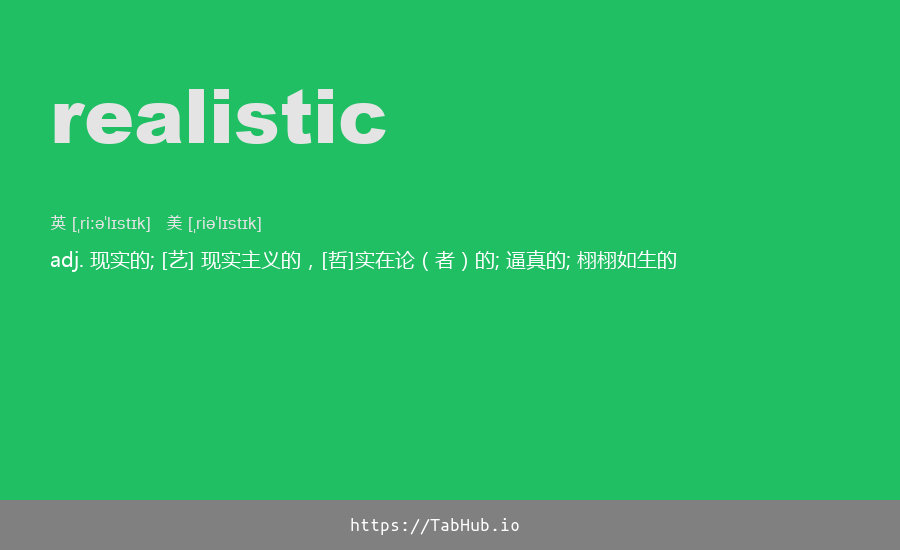 realistic
英 [ˌriːəˈlɪstɪk] 美 [ˌriəˈlɪstɪk]
adj. 现实的; [艺] 现实主义的，[哲]实在论（者）的; 逼真的; 栩栩如生的
https://TabHub.io